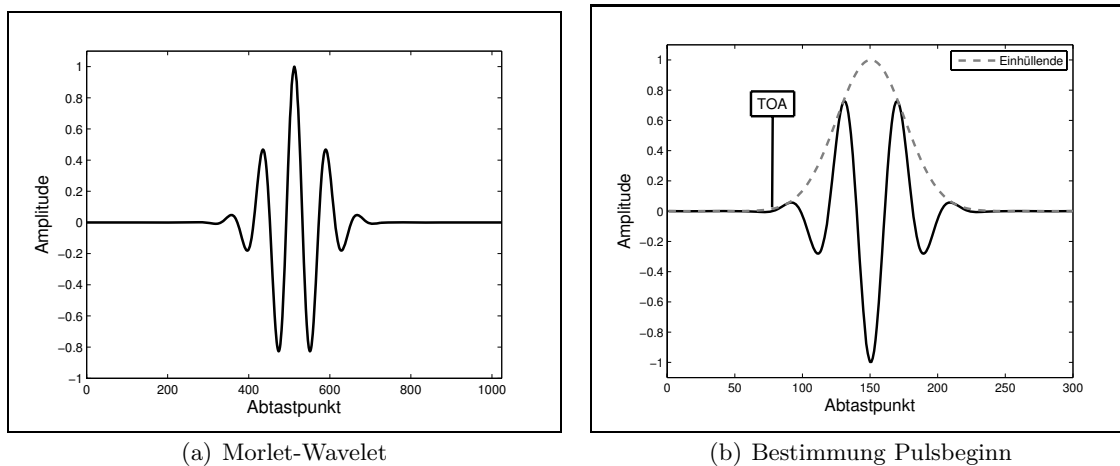 1
0.8
0.6
0.4
0.2
0
−0.2
−0.4
−0.6
−0.8
−1
0 200 400 600 800 1000
Amplitude
Abtastpunkt
(a) Morlet-Wavelet
1
0.8
0.6
0.4
0.2
0
−0.2
−0.4
−0.6
−0.8
−1
0 50 100 150 200 250 300
Amplitude
Abtastpunkt
TOA
Einhüllende
(b) Bestimmung Pulsbeginn